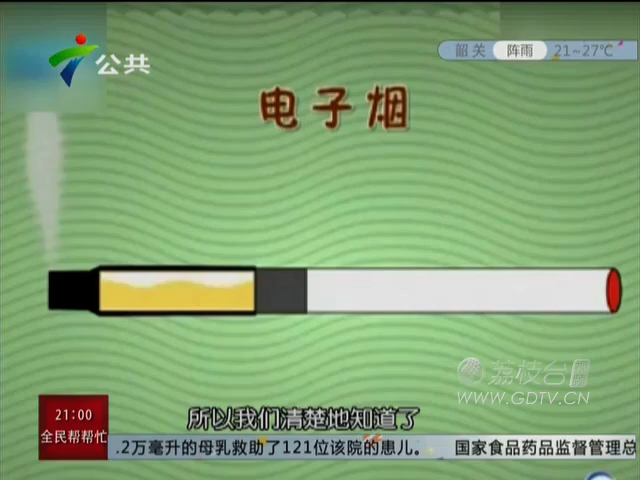 公共
韶关 阵雨 21~27℃
电子烟
荔枝台
WWW.GDTV.CN
所以我们清楚地知道了
21:00
全民帮帮忙
.2万毫升的母乳救助了121位该院的患儿。 国家食品药品监督管理总